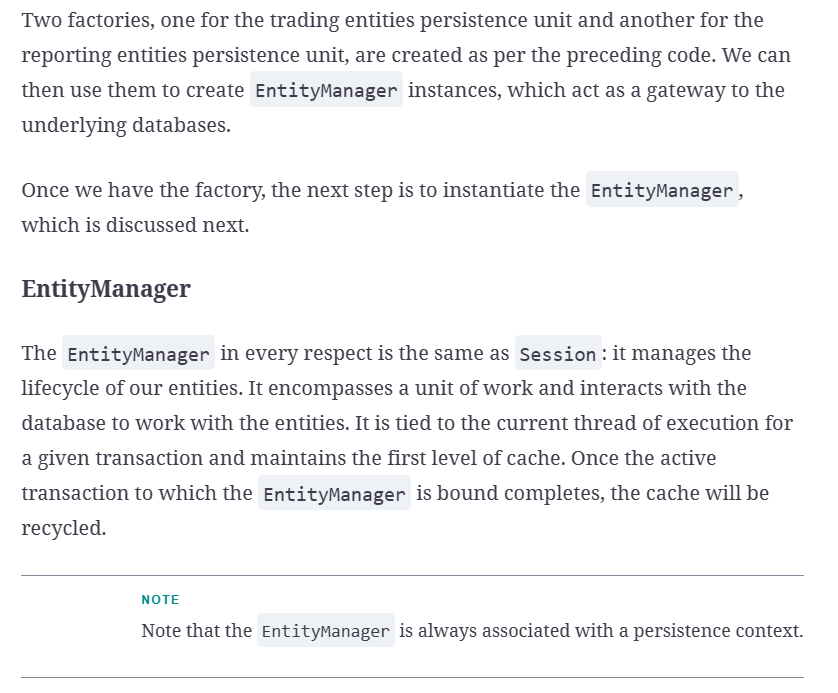 Two factories, one for the trading entities persistence unit and another for the
reporting entities persistence unit, are created as per the preceding code. We can
then use them to create EntityManager instances, which act as a gateway to the
underlying databases.
Once we have the factory, the next step is to instantiate the EntityManager,
which is discussed next.
EntityManager
The EntityManager in every respect is the same as Session: it manages the
lifecycle of our entities. It encompasses a unit of work and interacts with the
database to work with the entities. It is tied to the current thread of execution for
a given transaction and maintains the first level of cache. Once the active
transaction to which the EntityManager is bound completes, the cache will be
recycled.
NOTE
Note that the EntityManager is always associated with a persistence context.